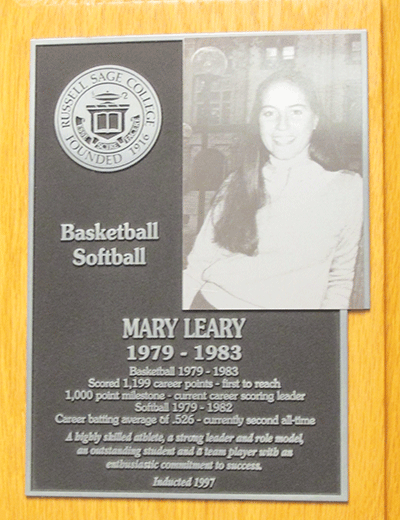 RUSSELL SAGE COLLEGE
FOUNDED 1916
Basketball
Softball
MARY LEARY
1979 - 1983
Basketball 1979 - 1983
Scored 1,199 career points - first to reach
1,000 point milestone - current career scoring leader
Softball 1979 - 1982
Career batting average of .526 - currently second all-time
A highly skilled athlete, a strong leader and role model,
an outstanding student and a team player with an
enthusiastic commitment to success.
Inducted 1997